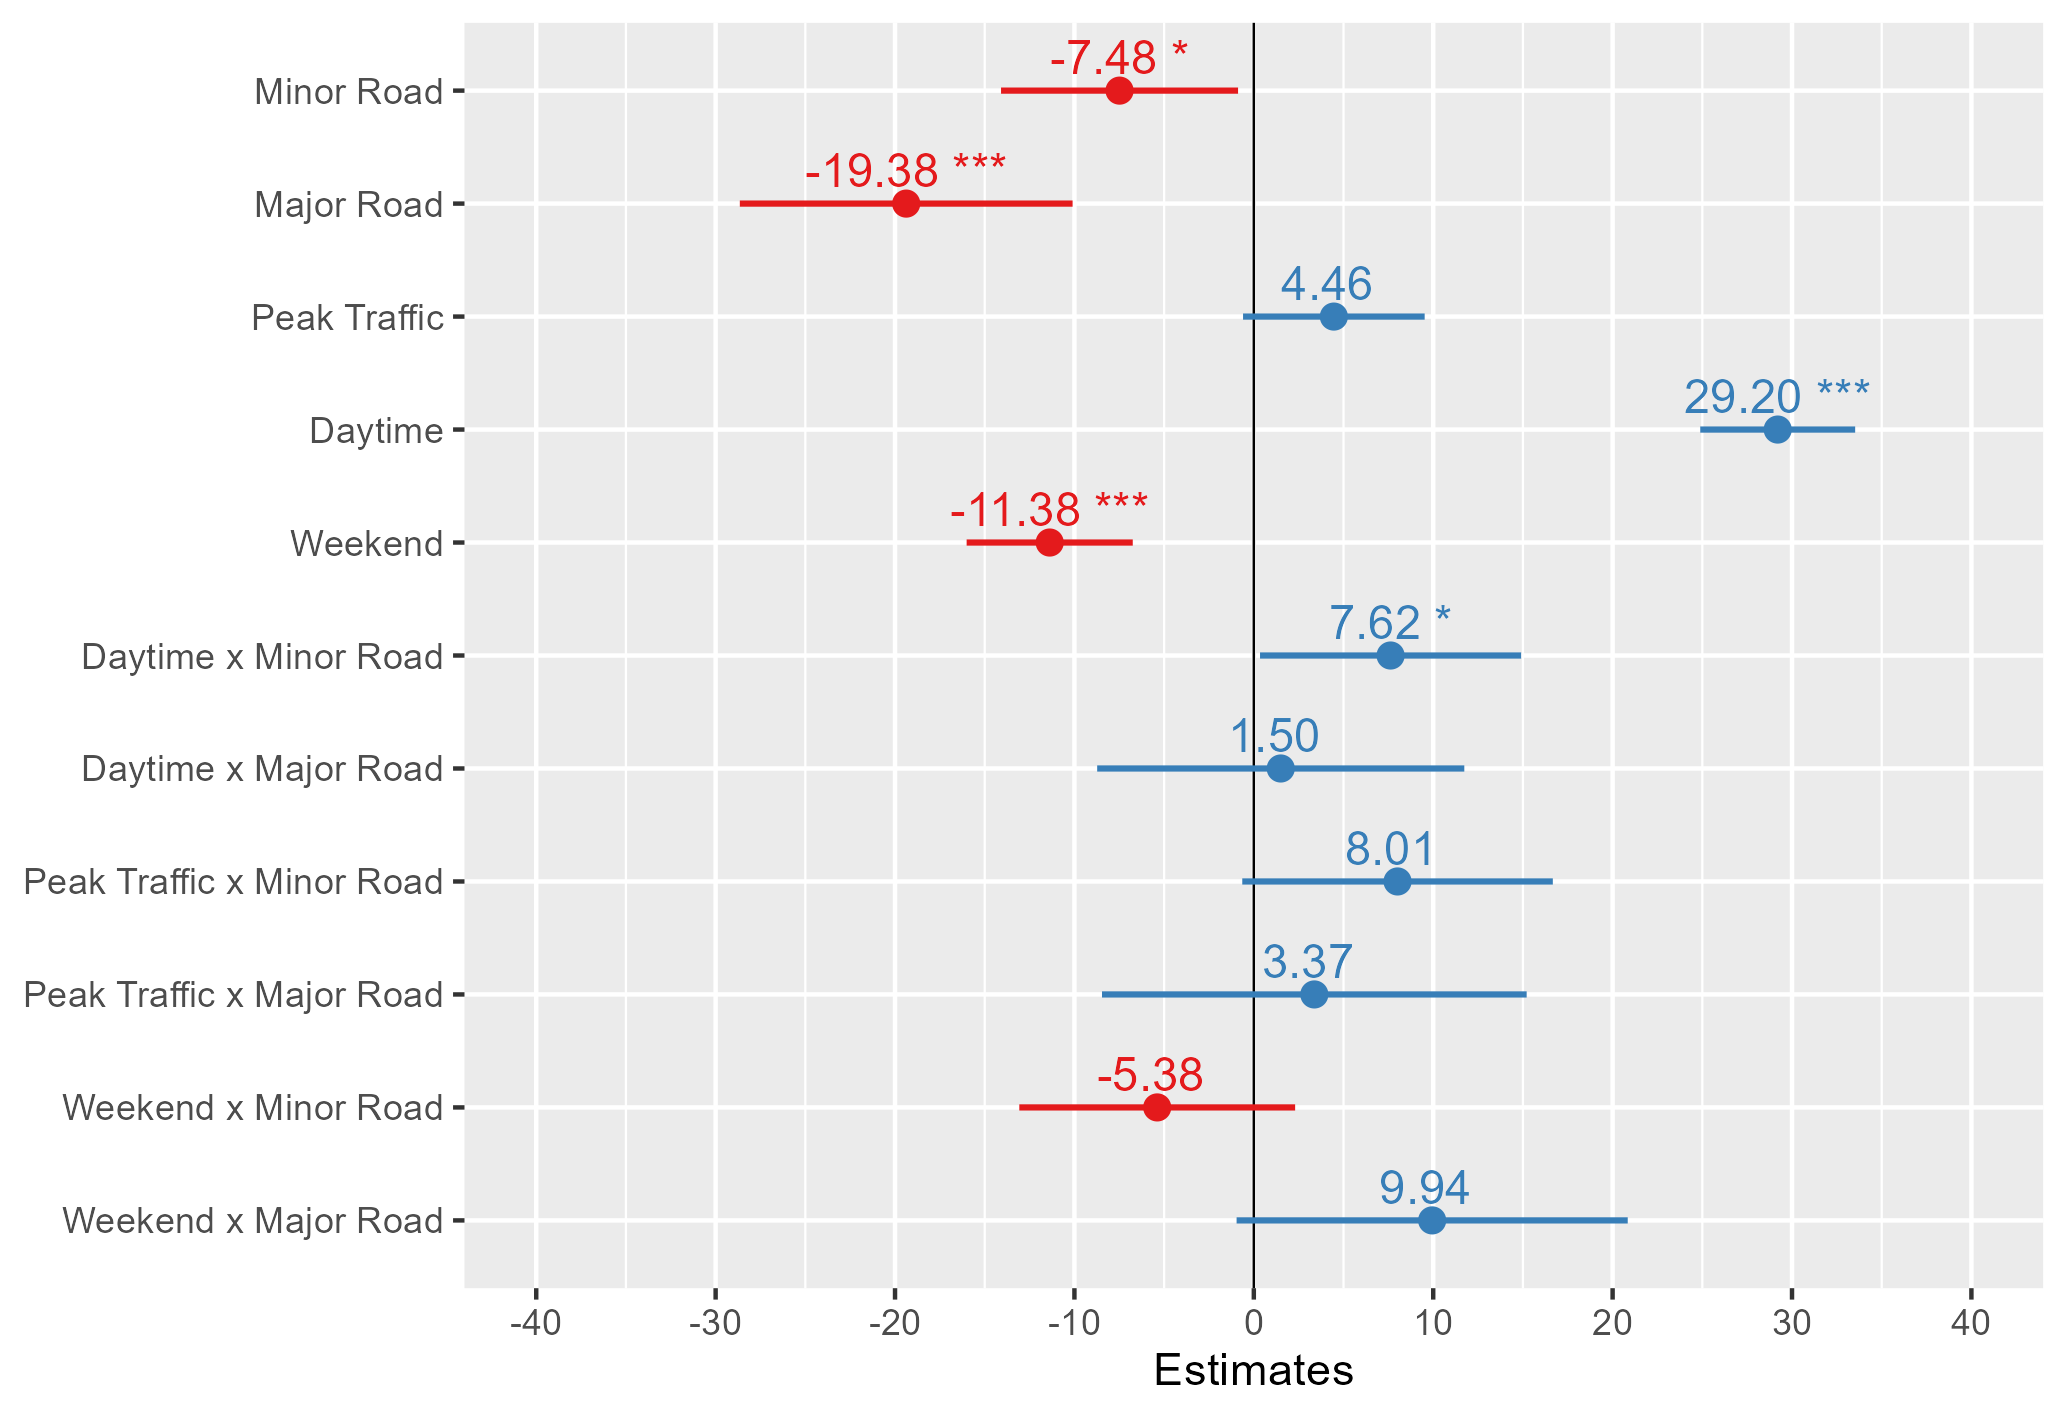 -7.48 *
Minor Road
-19.38 ***
Major Road
4.46
Peak Traffic
29.20 ***
Daytime
-11.38 ***
Weekend
7.62 *
Daytime x Minor Road
1.50
Daytime x Major Road
8.01
Peak Traffic x Minor Road
3.37
Peak Traffic x Major Road
-5.38
Weekend x Minor Road
9.94
Weekend x Major Road
-40 -30 -20 -10 0 10 20 30 40
Estimates